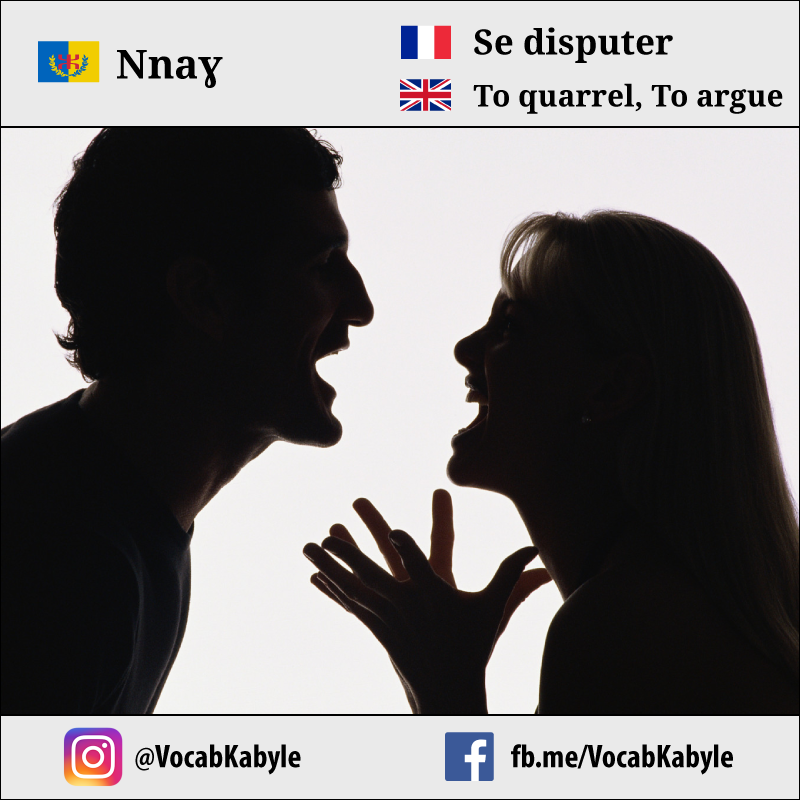 Nnaɣ
Se disputer
To quarrel, To argue
@VocabKabyle
fb.me/VocabKabyle